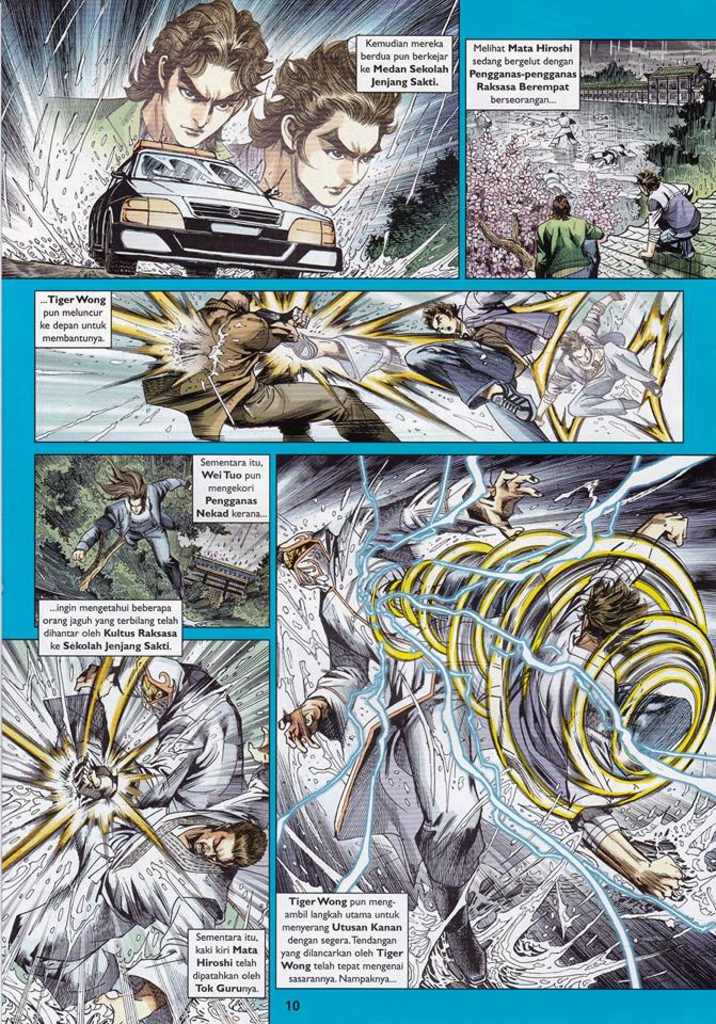 Kemudian mereka
berdua pun berkejar
ke Medan Sekolah
Jenjang Sakti.
Melihat Mata Hiroshi
sedang bergelut dengan
Pengganas-pengganas
Raksasa Berempat
berseorangan...
...Tiger Wong
pun meluncur
ke depan untuk
membantunya.
Sementara itu,
Wei Tuo pun
mengekori
Pengganas
Nekad kerana...
...ingin mengetahui beberapa
orang jaguh yang terbilang telah
dihantar oleh Kultus Raksasa
ke Sekolah Jenjang Sakti.
Sementara itu,
kaki kiri Mata
Hiroshi telah
dipatahkan oleh
Tok Gurunya.
Tiger Wong pun meng-
ambil langkah utama untuk
menyerang Utusan Kanan
dengan segera. Tendangan
yang dilancarkan oleh Tiger
Wong telah tepat mengenai
sasarannya. Nampaknya...
10